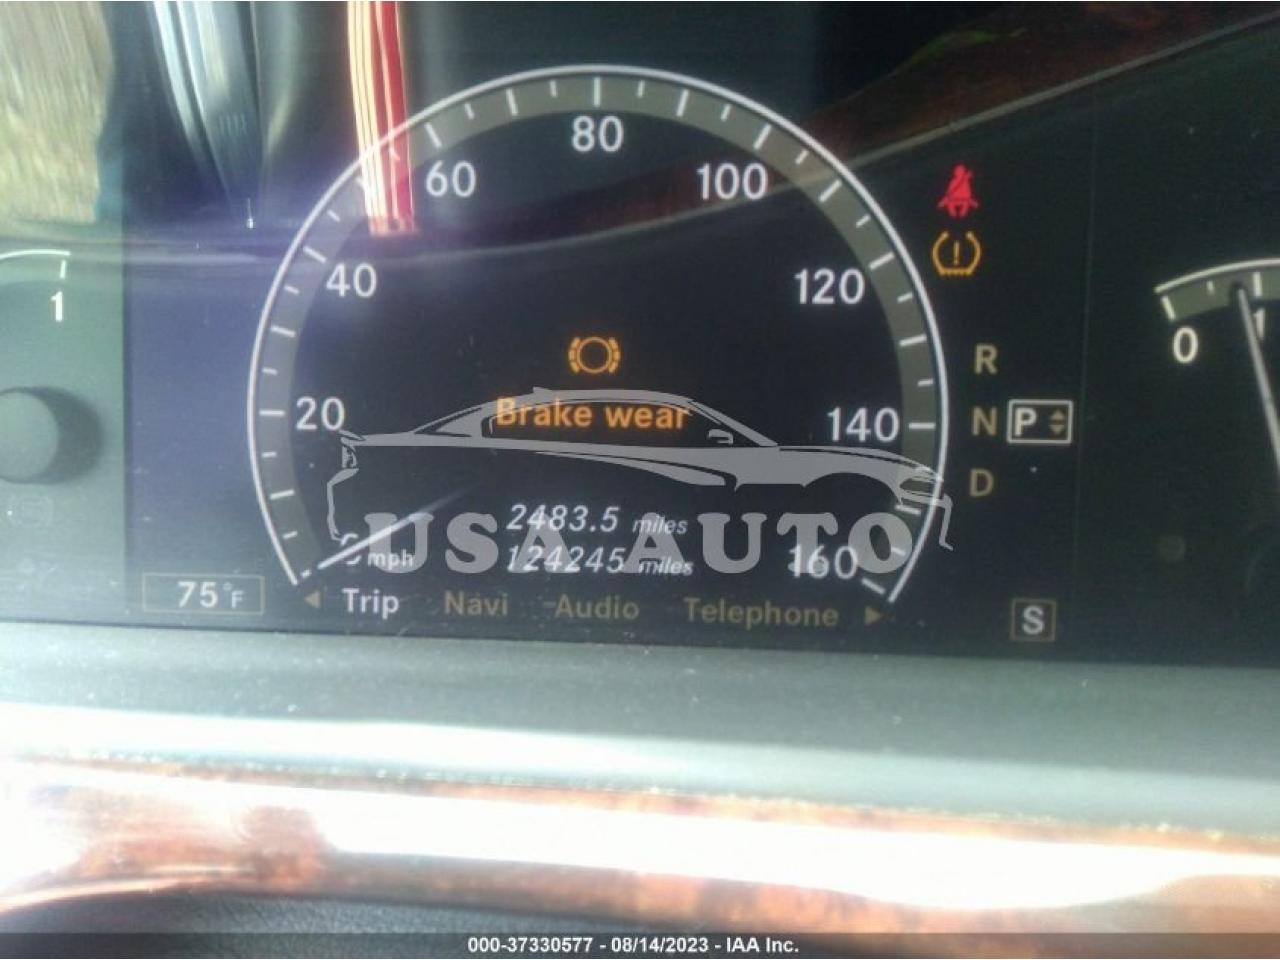 80
60
100
40
120
1
0
1
R
Brake wear
20
140
N P
D
2483.5 miles
USA AUTO
mph
124245 miles
160
75°F
Trip Navi Audio Telephone
S
000-37330577 - 08/14/2023 - IAA Inc.